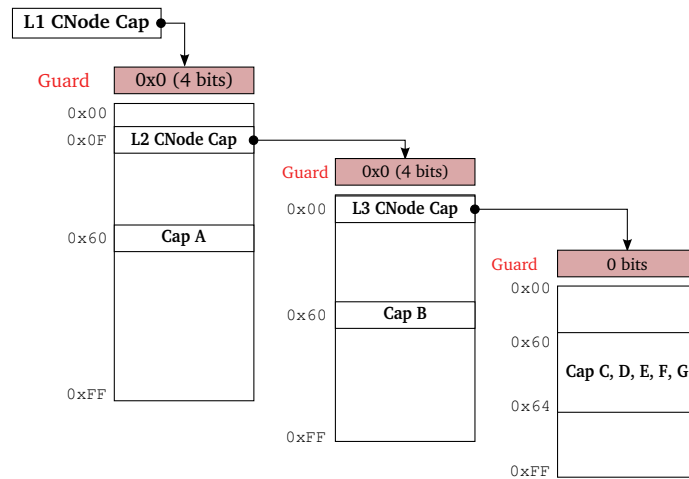 L1 CNode Cap
Guard
0x0 (4 bits)
0x00
0x0F
L2 CNode Cap
0x60
Cap A
0xFF
Guard
0x0 (4 bits)
0x00
L3 CNode Cap
0x60
Cap B
0xFF
Guard
0 bits
0x00
0x60
Cap C, D, E, F, G
0x64
0xFF